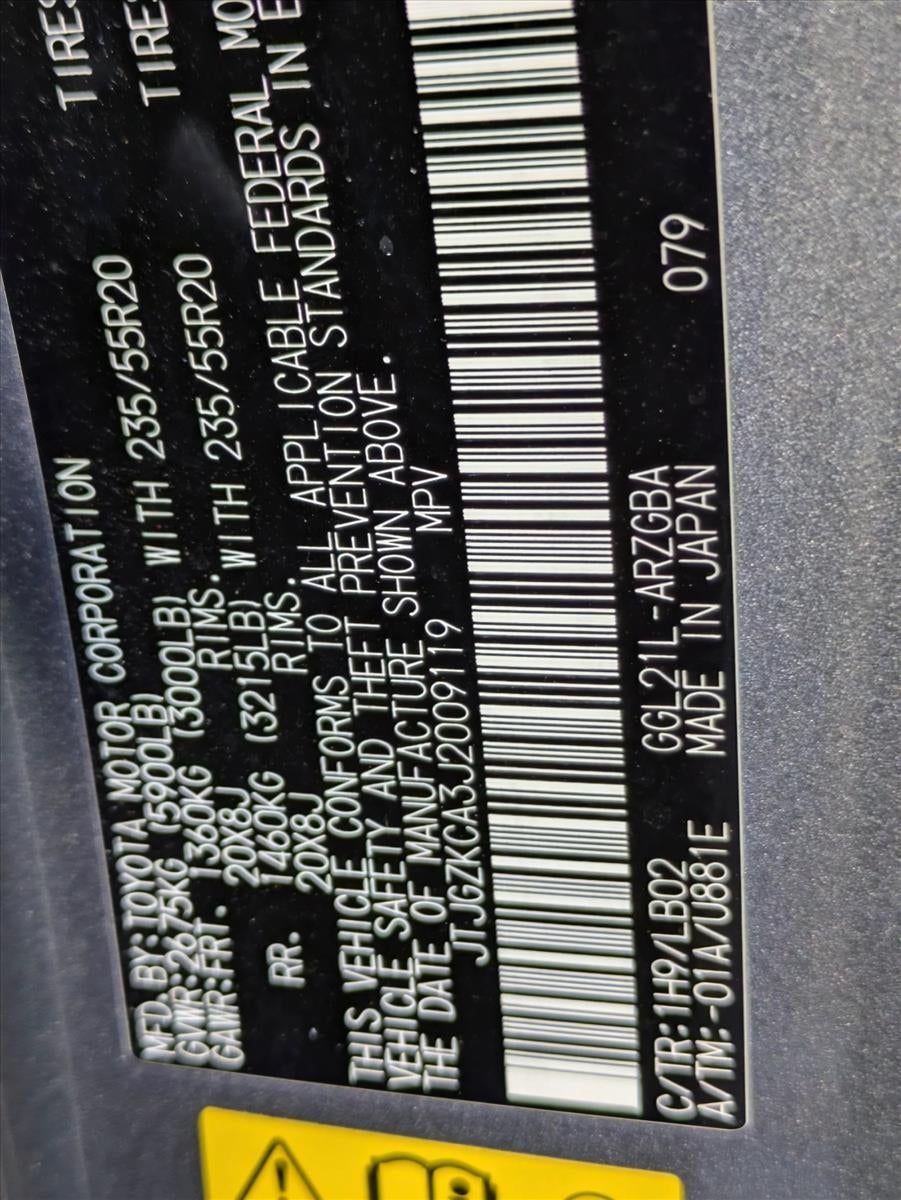 MFD.BY:TOYOTA MOTOR CORPORATION
GVWR:2675KG (5900LB)
GAWR:FRT. 1360KG (3000LB) WITH 235/55R20 TIRES
20X8J RIMS.
RR. 1460KG (3215LB) WITH 235/55R20 TIRES
20X8J RIMS.
THIS VEHICLE CONFORMS TO ALL APPLICABLE FEDERAL
VEHICLE SAFETY AND THEFT PREVENTION STANDARDS IN
THE DATE OF MANUFACTURE SHOWN ABOVE.
JTJGZKCA3J2009119 MPV
C/TR:1H9/LB02 GGL21L-ARZGBA 079
A/TM:-01A/U881E MADE IN JAPAN